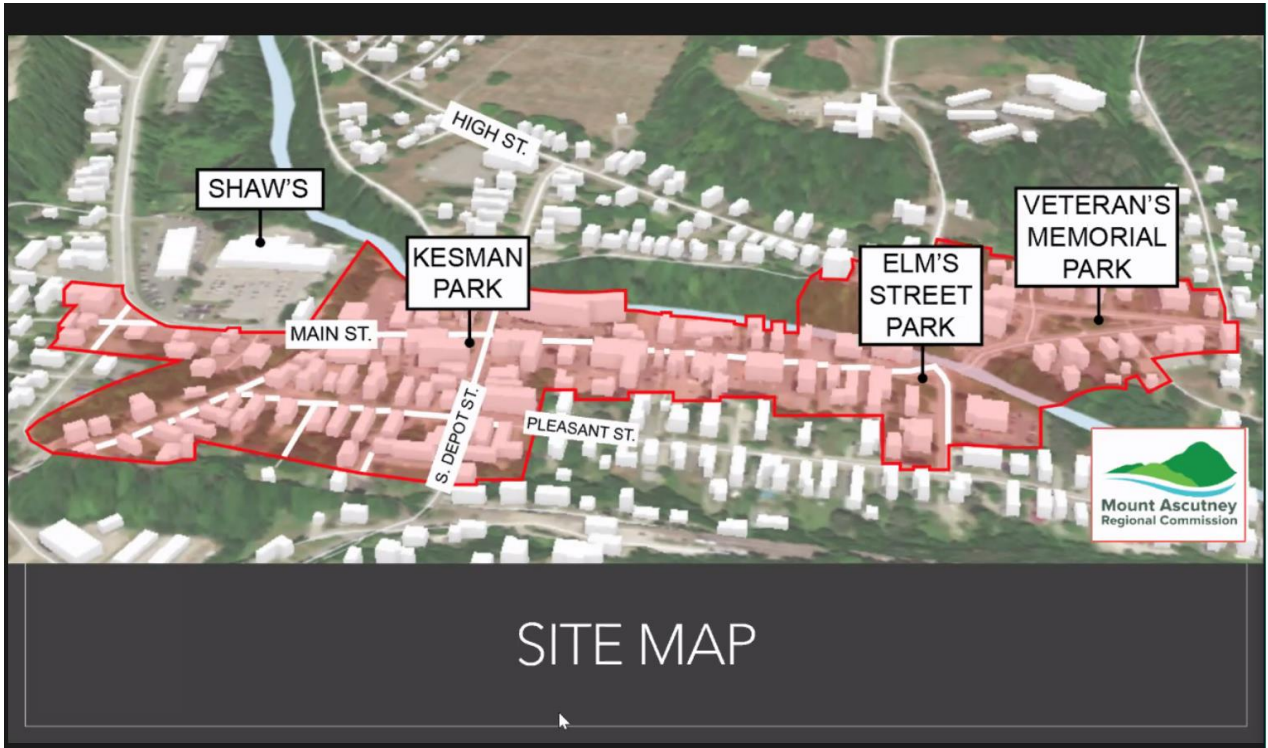 HIGH ST.
SHAW'S
VETERAN'S
MEMORIAL
PARK
KESMAN
PARK
ELM'S
STREET
PARK
MAIN ST.
S. DEPOT ST.
PLEASANT ST.
Mount Ascutney
Regional Commission
SITE MAP